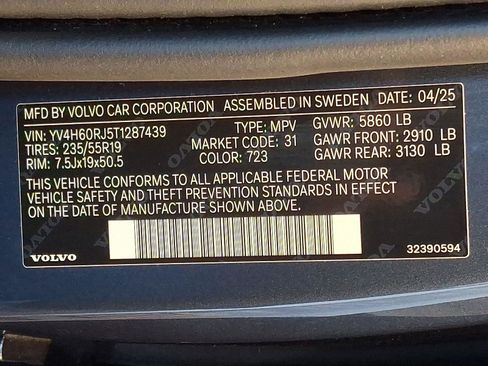 MFD BY VOLVO CAR CORPORATION ASSEMBLED IN SWEDEN DATE: 04/25
VIN: YV4H60RJ5T1287439 TYPE: MPV GVWR: 5860 LB
TIRES: 235/55R19 MARKET CODE: 31 GAWR FRONT: 2910 LB
RIM: 7.5Jx19x50.5 COLOR: 723 GAWR REAR: 3130 LB
THIS VEHICLE CONFORMS TO ALL APPLICABLE FEDERAL MOTOR
VEHICLE SAFETY AND THEFT PREVENTION STANDARDS IN EFFECT
ON THE DATE OF MANUFACTURE SHOWN ABOVE.
VOLVO 32390594